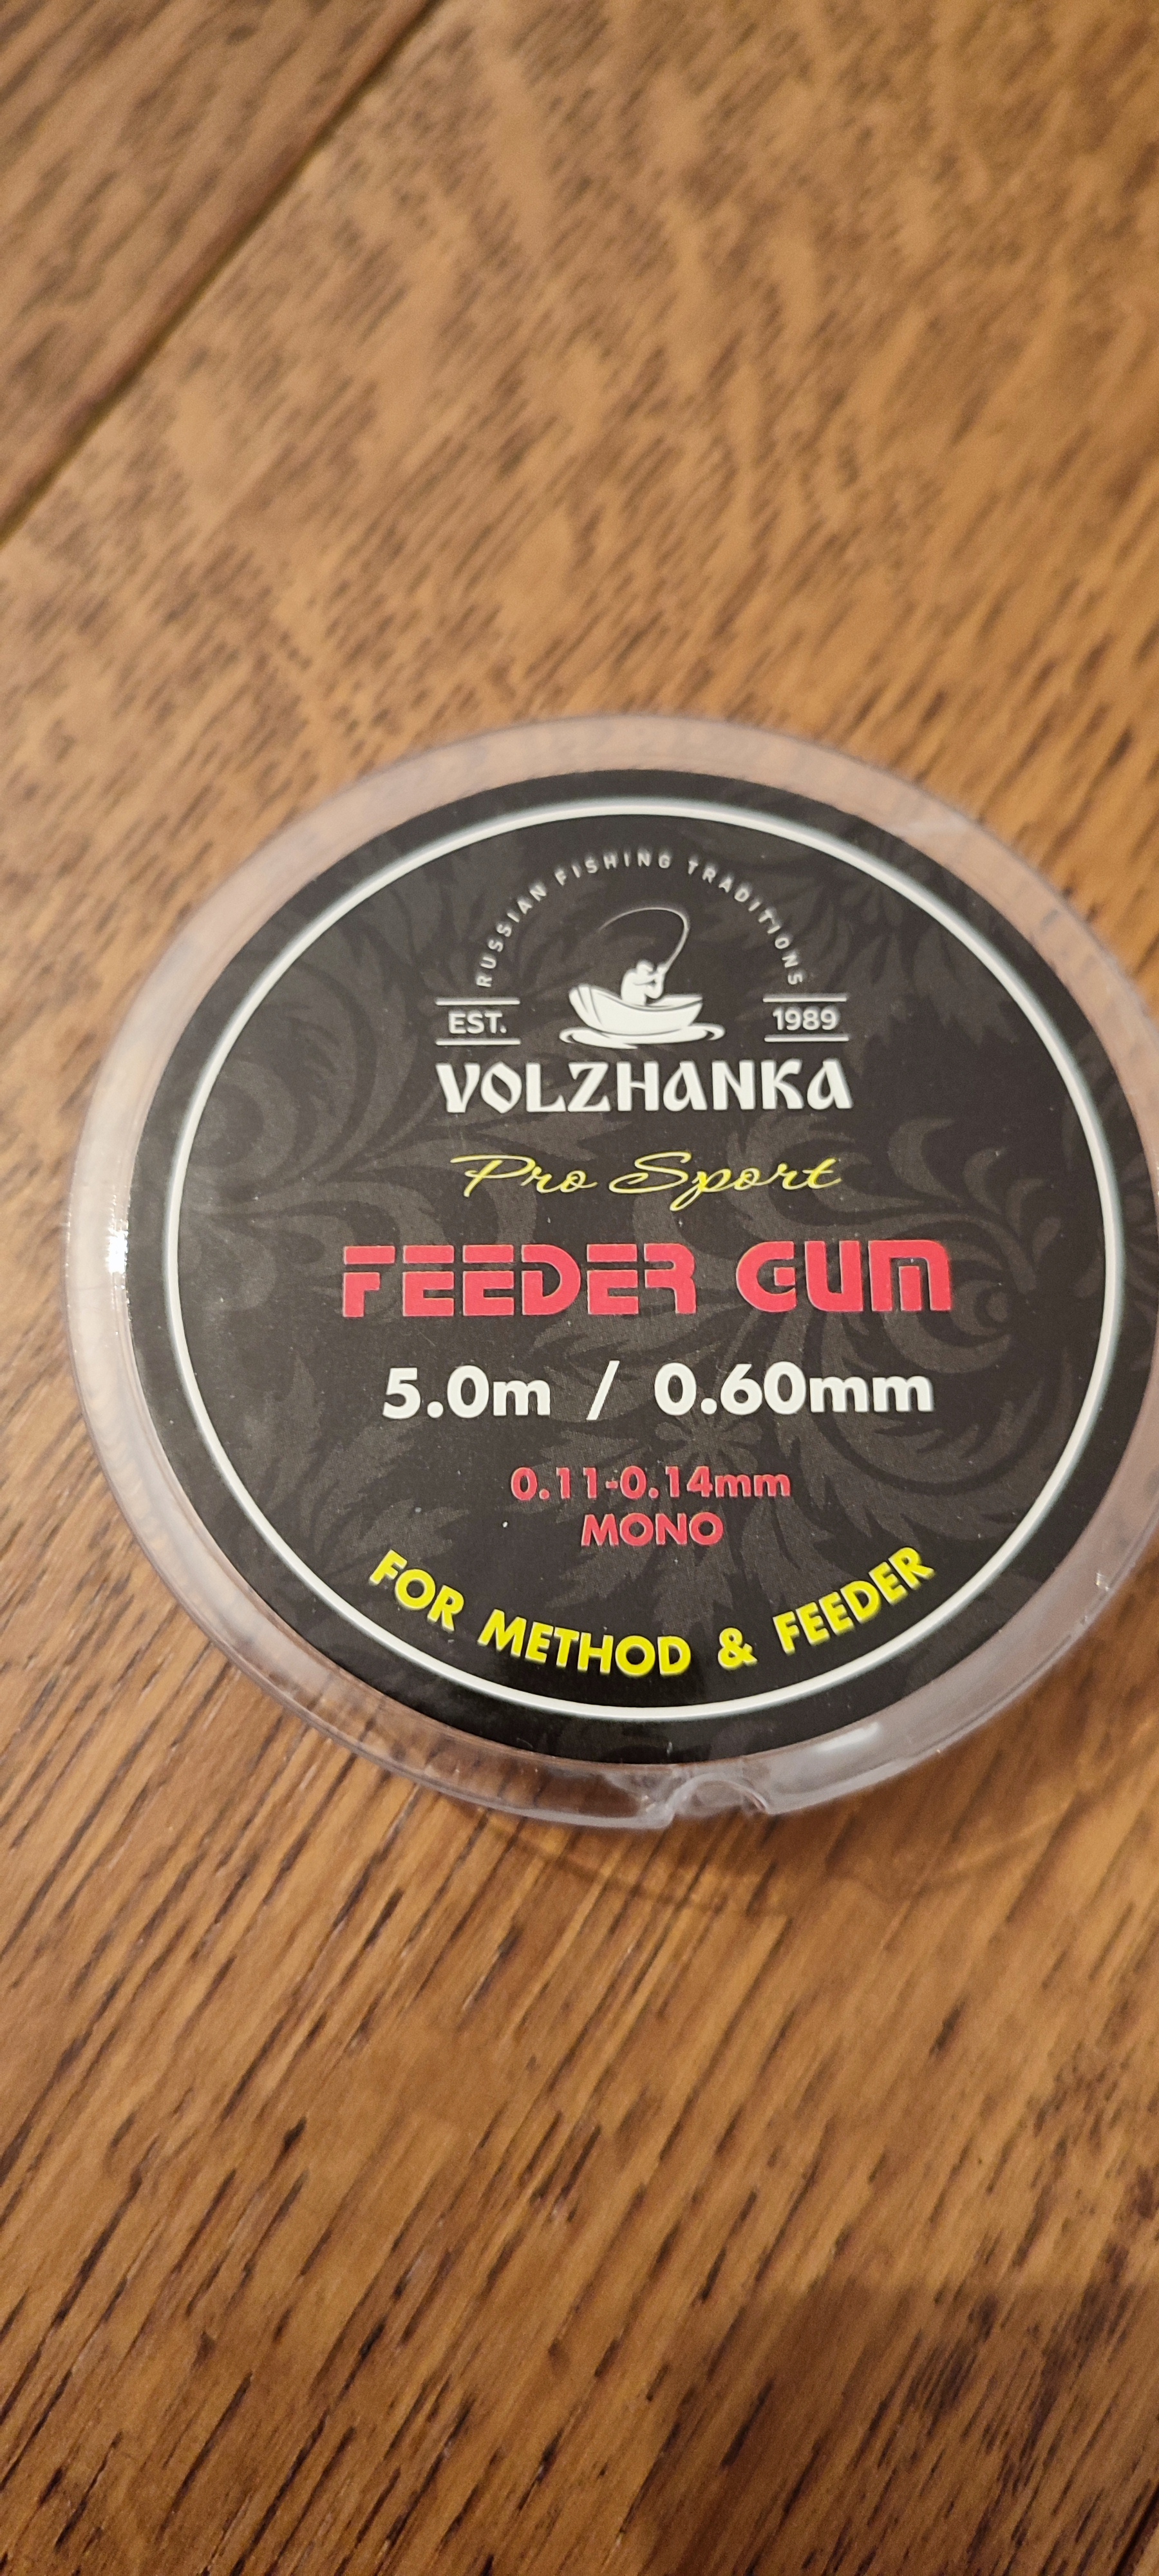 RUSSIAN FISHING TRADITIONS
EST. 1989
VOLZHANKA
Pro Sport
FEEDER GUM
5.0m / 0.60mm
0.11-0.14mm
MONO
FOR METHOD & FEEDER